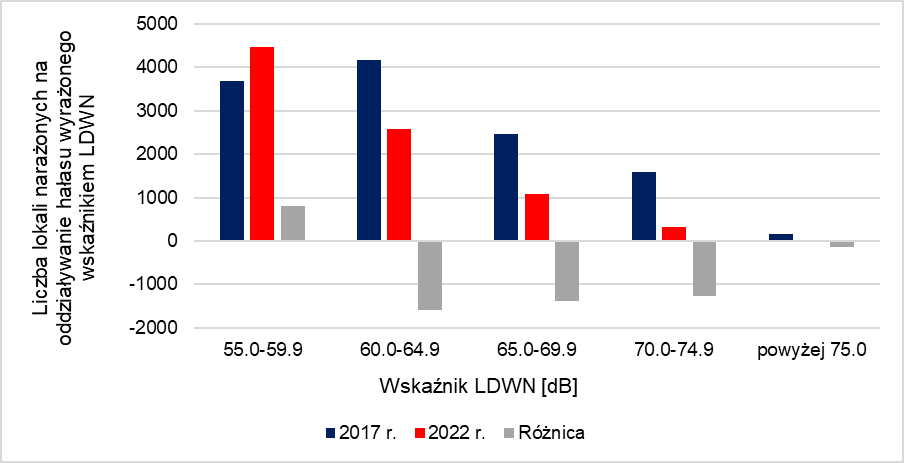 Liczba lokali narażonych na
oddziaływanie hałasu wyrażonego
wskaźnikiem LDWN
5000
4000
3000
2000
1000
0
-1000
-2000
55.0-59.9 60.0-64.9 65.0-69.9 70.0-74.9 powyżej 75.0
Wskaźnik LDWN [dB]
2017 r. 2022 r. Różnica